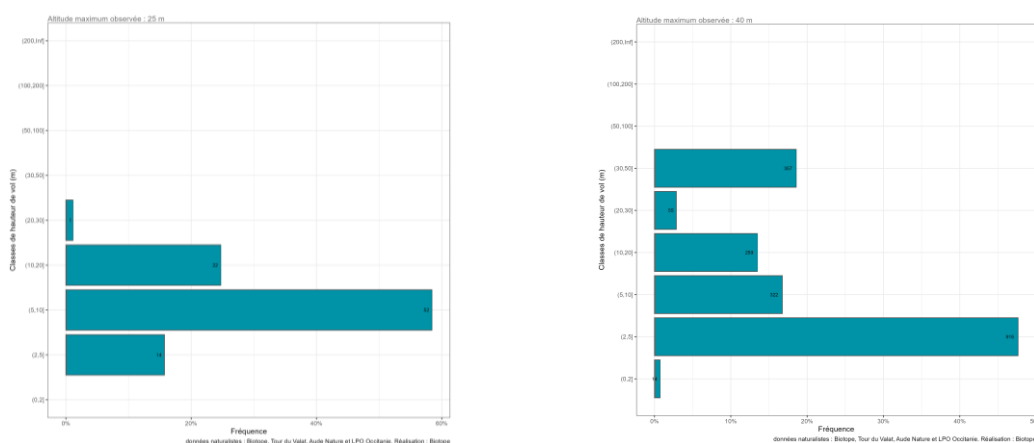 Altitude maximum observée : 25 m
Classes de hauteur de vol (m)
(200,Inf]
(100,200]
(50,100]
(30,50]
(20,30]
(10,20]
(5,10]
(2,5]
(0,2]
1
52
14
0%
20%
40%
60%
Fréquence
données naturalistes : Biotope, Tour du Valat, Aude Nature et LPO Occitanie. Réalisation : Biotope
Altitude maximum observée : 40 m
Classes de hauteur de vol (m)
(200,Inf]
(100,200]
(50,100]
(30,50]
(20,30]
(10,20]
(5,10]
(2,5]
(0,2]
0%
10%
20%
30%
40%
Fréquence
données naturalistes : Biotope, Tour du Valat, Aude Nature et LPO Occitanie. Réalisation : Biotope